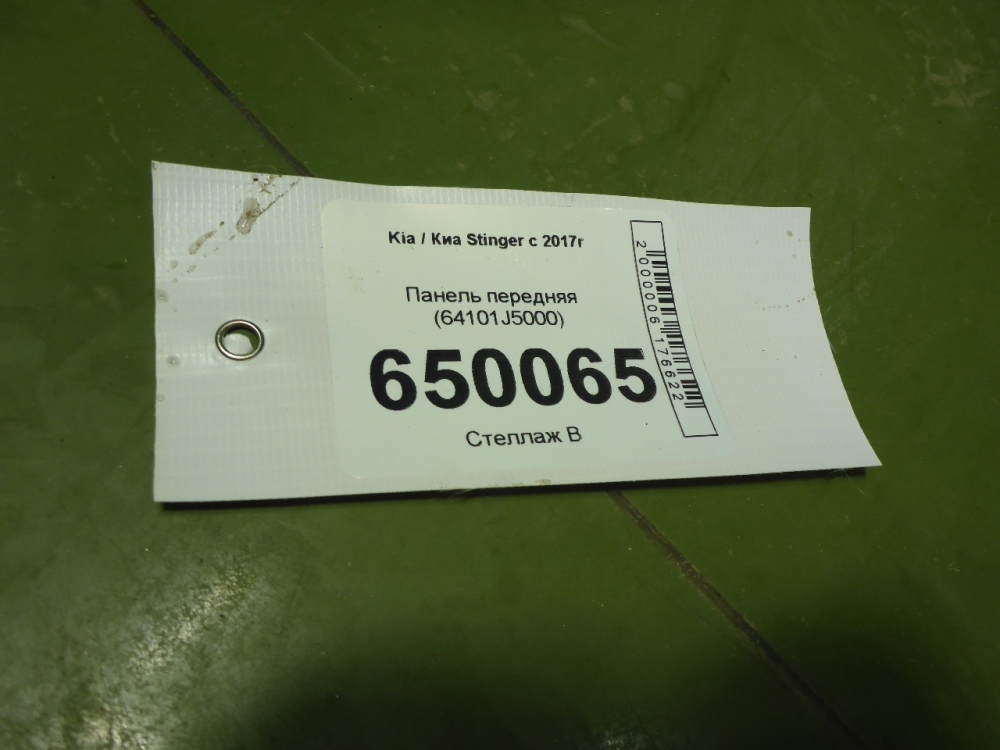 Kia / Киа Stinger с 2017г
Панель передняя
(64101J5000)
650065
Стеллаж В
2000006176622